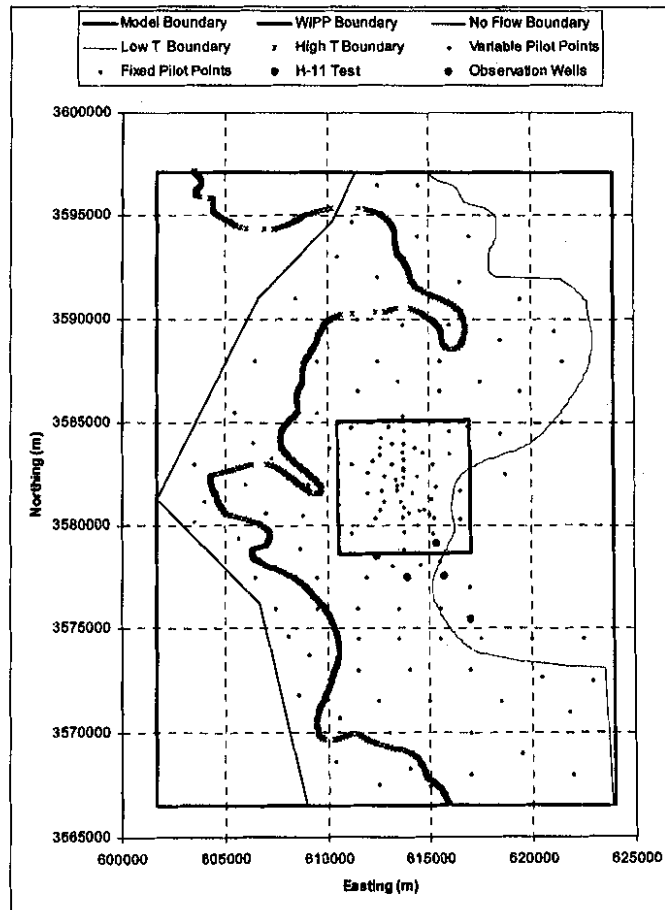 Model Boundary WIPP Boundary No Flow Boundary
Low T Boundary High T Boundary Variable Pilot Points
Fixed Pilot Points H-11 Test Observation Wells
3600000
3595000
3590000
3585000
3580000
3575000
3570000
3565000
Northing (m)
600000 605000 610000 615000 620000 625000
Easting (m)